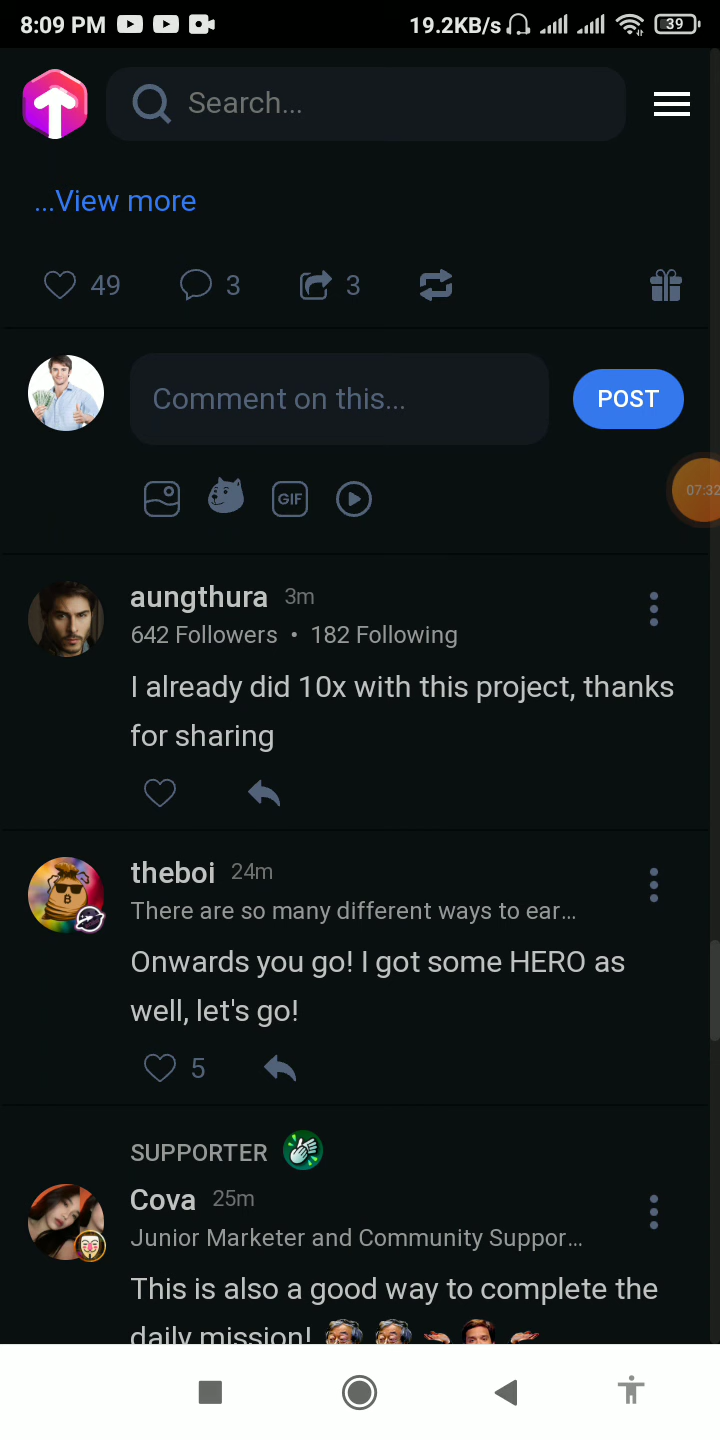 8:09 PM 19.2KB/s 39
Search...
...View more
49 3 3
Comment on this... POST
GIF
07:32
aungthura 3m
642 Followers • 182 Following
I already did 10x with this project, thanks
for sharing
theboi 24m
There are so many different ways to ear...
Onwards you go! I got some HERO as
well, let's go!
5
SUPPORTER
Cova 25m
Junior Marketer and Community Suppor...
This is also a good way to complete the
daily mission!